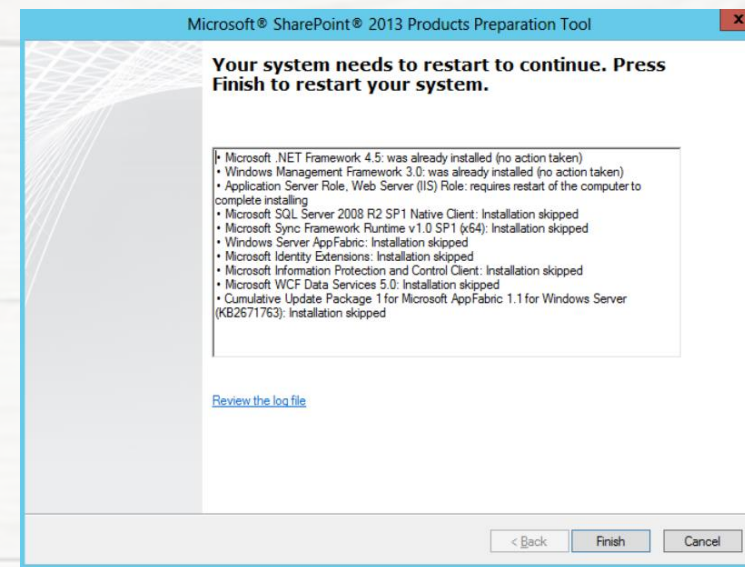 Microsoft® SharePoint® 2013 Products Preparation Tool
x
Your system needs to restart to continue. Press
Finish to restart your system.
• Microsoft .NET Framework 4.5: was already installed (no action taken)
• Windows Management Framework 3.0: was already installed (no action taken)
• Application Server Role, Web Server (IIS) Role: requires restart of the computer to
complete installing
• Microsoft SQL Server 2008 R2 SP1 Native Client: Installation skipped
• Microsoft Sync Framework Runtime v1.0 SP1 (x64): Installation skipped
• Windows Server AppFabric: Installation skipped
• Microsoft Identity Extensions: Installation skipped
• Microsoft Information Protection and Control Client: Installation skipped
• Microsoft WCF Data Services 5.0: Installation skipped
• Cumulative Update Package 1 for Microsoft AppFabric 1.1 for Windows Server
(KB2671763): Installation skipped
Review the log file
< Back Finish Cancel